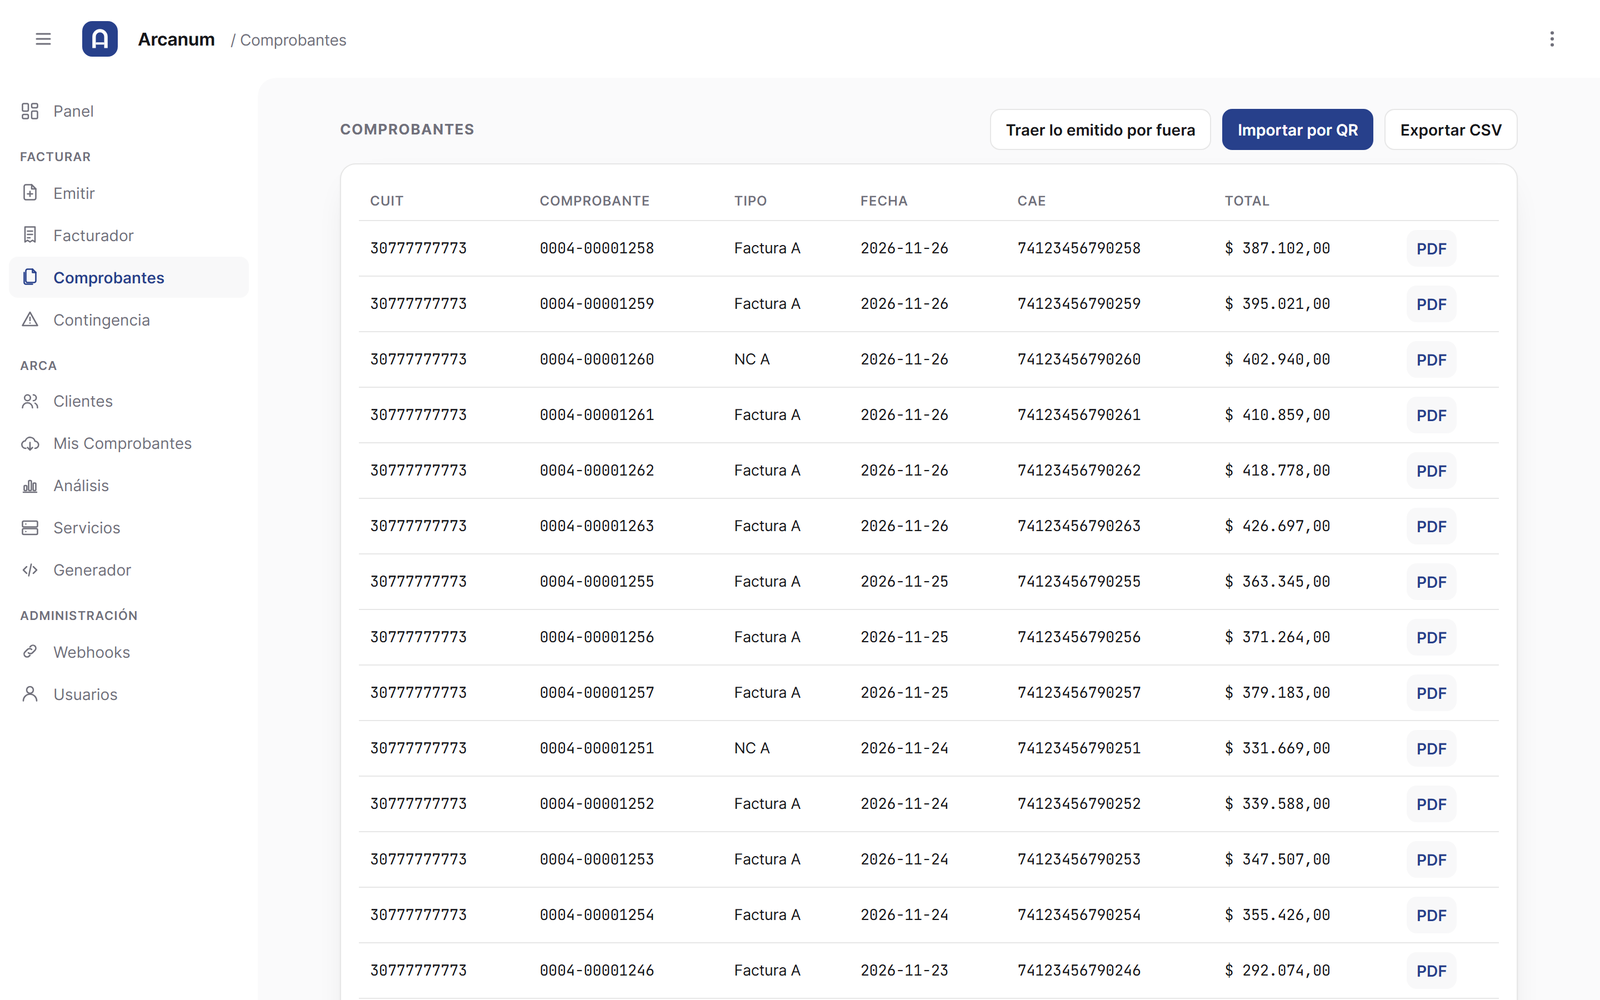 Arcanum / Comprobantes
Panel
FACTURAR
Emitir
Facturador
Comprobantes
Contingencia
ARCA
Clientes
Mis Comprobantes
Análisis
Servicios
Generador
ADMINISTRACIÓN
Webhooks
Usuarios
COMPROBANTES
Traer lo emitido por fuera
Importar por QR
Exportar CSV
CUIT COMPROBANTE TIPO FECHA CAE TOTAL
30777777773 0004-00001258 Factura A 2026-11-26 74123456790258 $ 387.102,00 PDF
30777777773 0004-00001259 Factura A 2026-11-26 74123456790259 $ 395.021,00 PDF
30777777773 0004-00001260 NC A 2026-11-26 74123456790260 $ 402.940,00 PDF
30777777773 0004-00001261 Factura A 2026-11-26 74123456790261 $ 410.859,00 PDF
30777777773 0004-00001262 Factura A 2026-11-26 74123456790262 $ 418.778,00 PDF
30777777773 0004-00001263 Factura A 2026-11-26 74123456790263 $ 426.697,00 PDF
30777777773 0004-00001255 Factura A 2026-11-25 74123456790255 $ 363.345,00 PDF
30777777773 0004-00001256 Factura A 2026-11-25 74123456790256 $ 371.264,00 PDF
30777777773 0004-00001257 Factura A 2026-11-25 74123456790257 $ 379.183,00 PDF
30777777773 0004-00001251 NC A 2026-11-24 74123456790251 $ 331.669,00 PDF
30777777773 0004-00001252 Factura A 2026-11-24 74123456790252 $ 339.588,00 PDF
30777777773 0004-00001253 Factura A 2026-11-24 74123456790253 $ 347.507,00 PDF
30777777773 0004-00001254 Factura A 2026-11-24 74123456790254 $ 355.426,00 PDF
30777777773 0004-00001246 Factura A 2026-11-23 74123456790246 $ 292.074,00 PDF